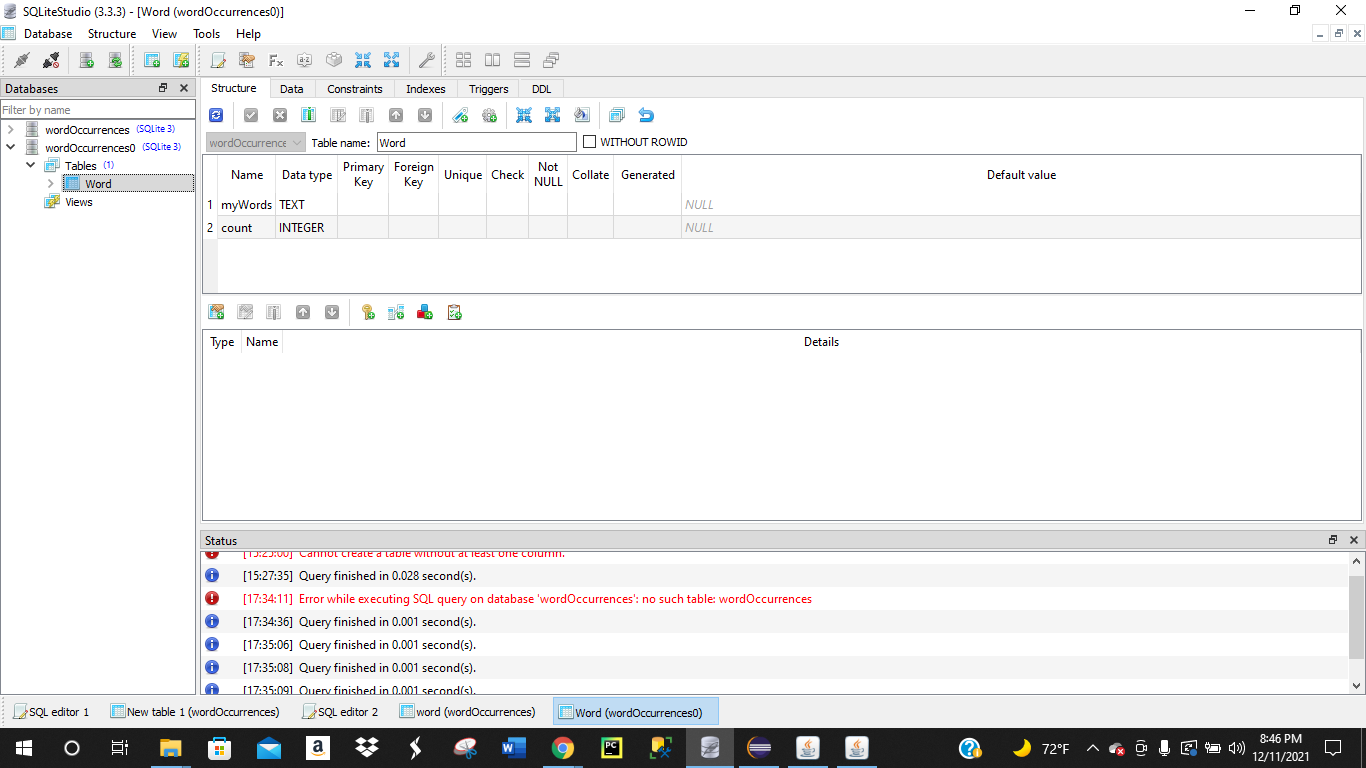 SQLiteStudio (3.3.3) - [Word (wordOccurrences0)]
Database Structure View Tools Help
Databases
Filter by name
wordOccurrences (SQLite 3)
wordOccurrences0 (SQLite 3)
Tables (1)
Word
Views
Structure Data Constraints Indexes Triggers DDL
wordOccurrence Table name: Word WITHOUT ROWID
Name Data type Primary Key Foreign Key Unique Check Not NULL Collate Generated Default value
1 myWords TEXT NULL
2 count INTEGER NULL
Type Name Details
Status
[15:25:00] Cannot create a table without at least one column.
[15:27:35] Query finished in 0.028 second(s).
[17:34:11] Error while executing SQL query on database 'wordOccurrences': no such table: wordOccurrences
[17:34:36] Query finished in 0.001 second(s).
[17:35:06] Query finished in 0.001 second(s).
[17:35:08] Query finished in 0.001 second(s).
[17:35:09] Query finished in 0.001 second(s).
SQL editor 1 New table 1 (wordOccurrences) SQL editor 2 word (wordOccurrences) Word (wordOccurrences0)
72°F 8:46 PM
12/11/2021